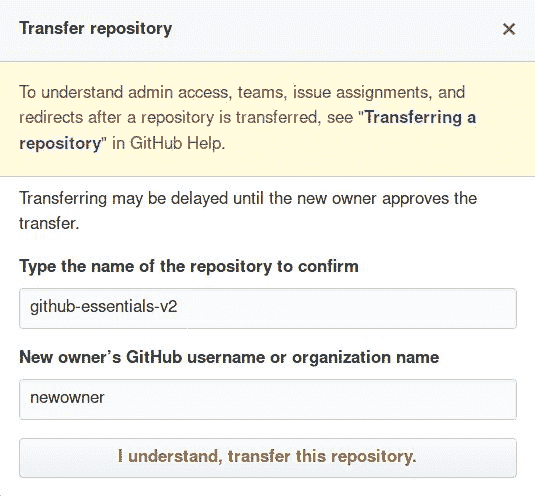 Transfer repository
To understand admin access, teams, issue assignments, and
redirects after a repository is transferred, see "Transferring a
repository" in GitHub Help.
Transferring may be delayed until the new owner approves the
transfer.
Type the name of the repository to confirm
github-essentials-v2
New owner’s GitHub username or organization name
newowner
I understand, transfer this repository.